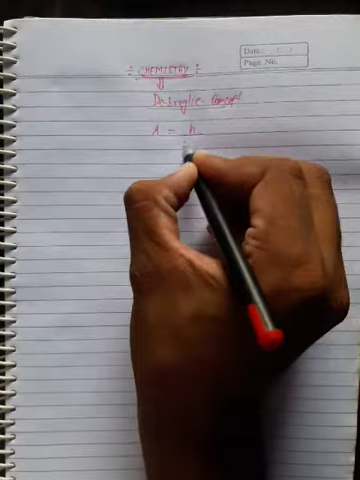 Date:
Page No.
÷ CHEMISTRY ÷
De-broglie concept
λ = h